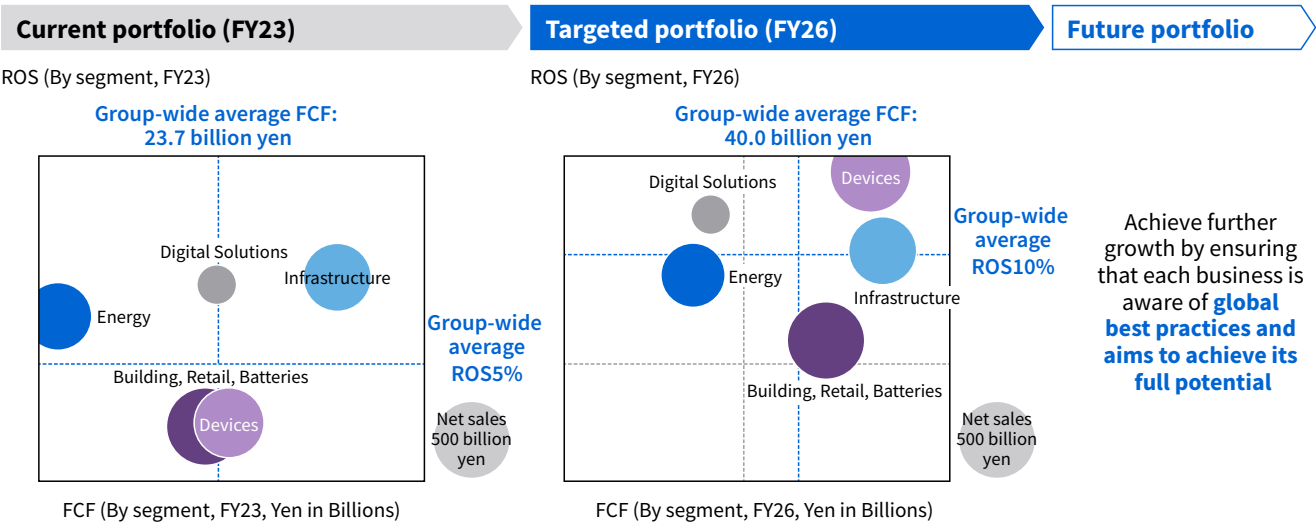 Current portfolio (FY23)
Targeted portfolio (FY26)
Future portfolio
ROS (By segment, FY23)
Group-wide average FCF:
23.7 billion yen
Digital Solutions
Infrastructure
Energy
Group-wide
average
ROS5%
Building, Retail, Batteries
Devices
Net sales
500 billion
yen
FCF (By segment, FY23, Yen in Billions)
ROS (By segment, FY26)
Group-wide average FCF:
40.0 billion yen
Devices
Digital Solutions
Group-wide
average
ROS10%
Energy
Infrastructure
Building, Retail, Batteries
Net sales
500 billion
yen
FCF (By segment, FY26, Yen in Billions)
Achieve further
growth by ensuring
that each business is
aware of global
best practices and
aims to achieve its
full potential